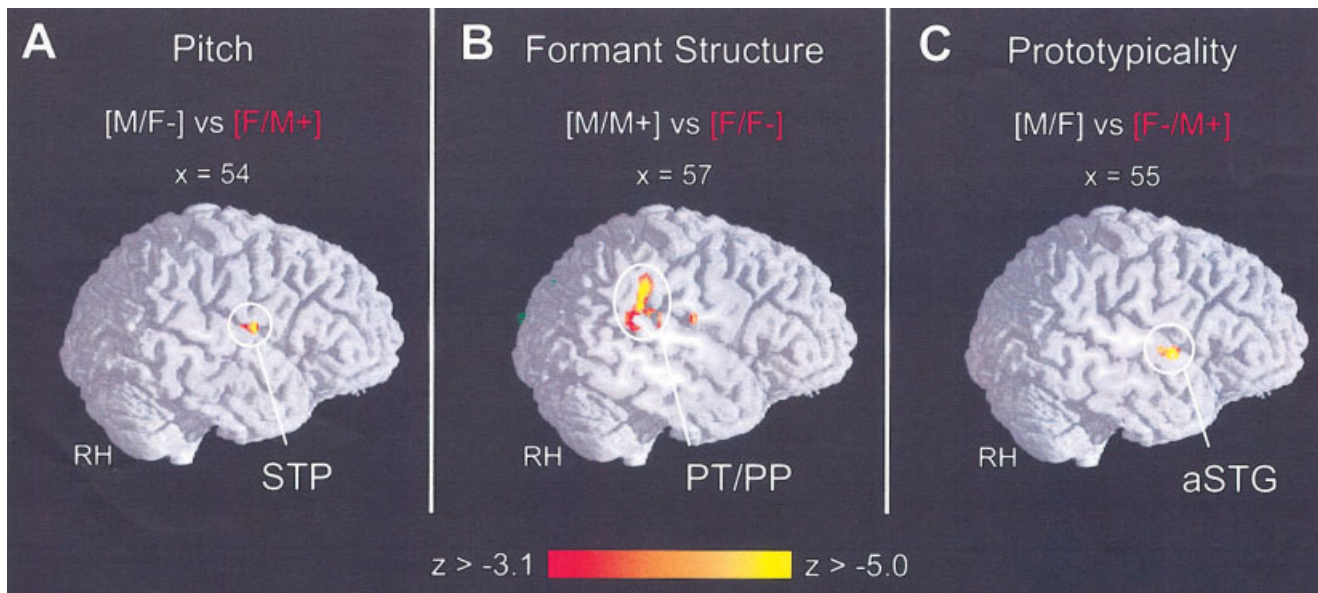 A Pitch
[M/F-] vs [F/M+]
x = 54
RH
STP
B Formant Structure
[M/M+] vs [F/F-]
x = 57
RH
PT/PP
C Prototypicality
[M/F] vs [F-/M+]
x = 55
RH
aSTG
z > -3.1
z > -5.0